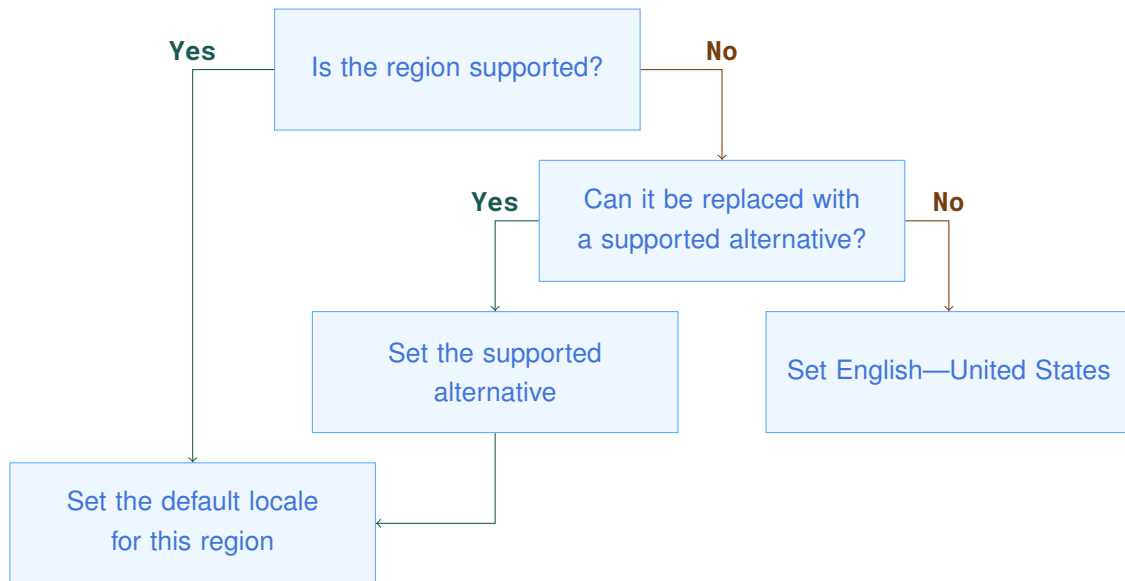 Yes
Is the region supported?
No
Yes
Can it be replaced with
a supported alternative?
No
Set the supported
alternative
Set English—United States
Set the default locale
for this region